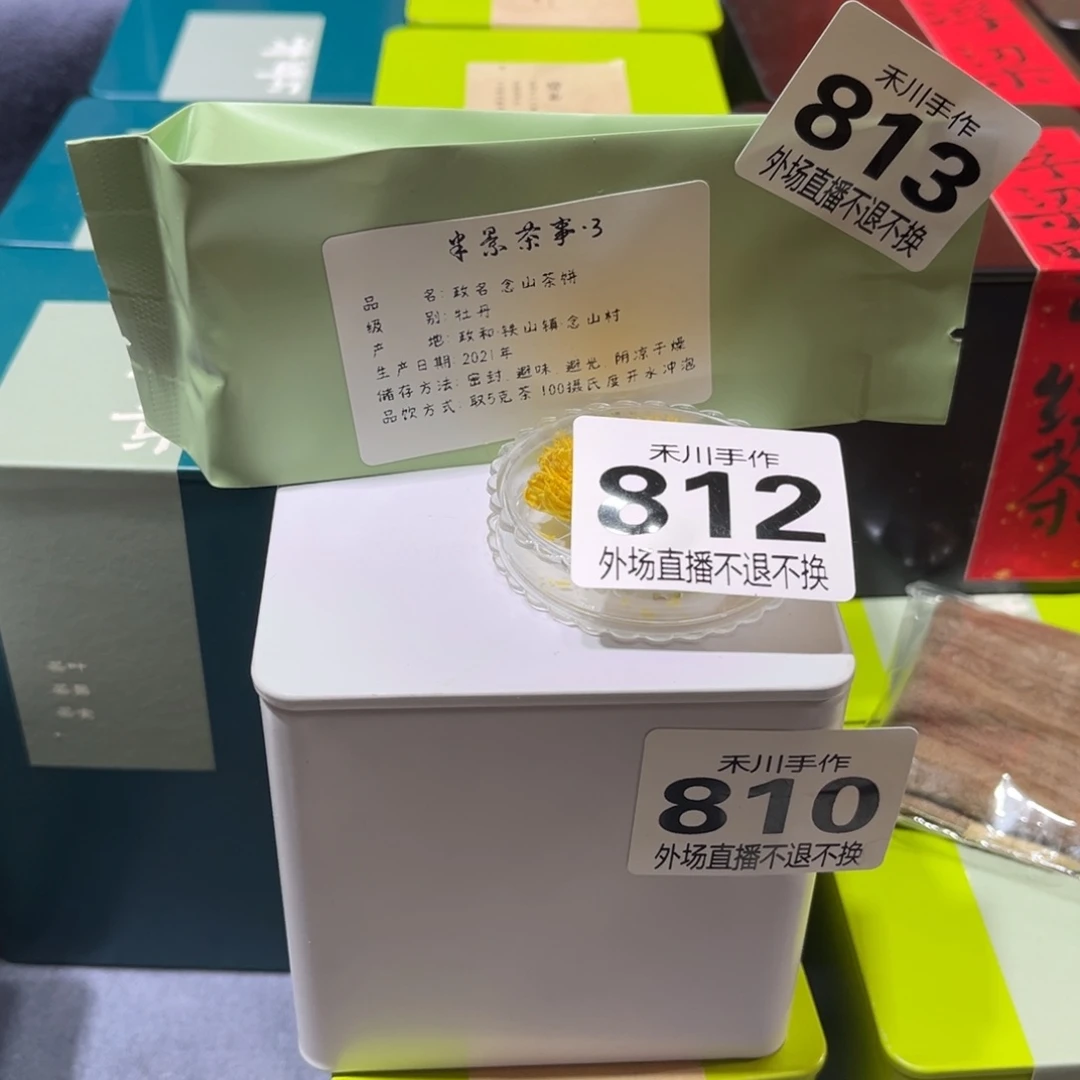 禾川手作
813
外场直播不退不换
半景茶事·3
品 名: 政名 念山茶饼
级 别: 牡丹
产 地: 政和·铁山镇·念山村
生产日期: 2021年
储存方法: 密封、避味、避光、阴凉干燥
品饮方式: 取5克茶 100摄氏度开水冲泡
禾川手作
812
外场直播不退不换
禾川手作
810
外场直播不退不换